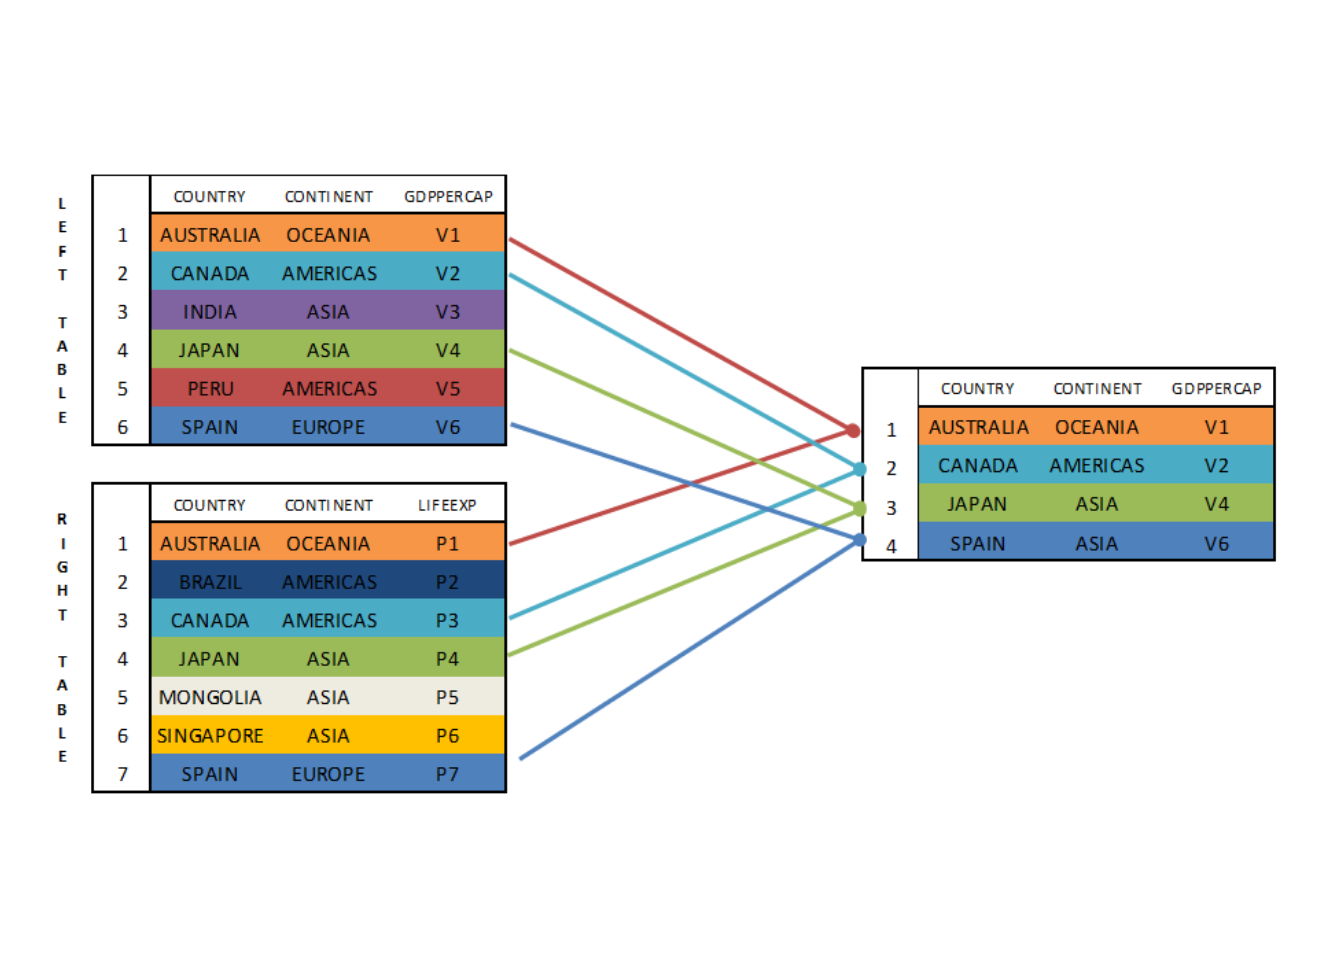 LEFT TABLE
COUNTRY CONTINENT GDPPERCAP
1 AUSTRALIA OCEANIA V1
2 CANADA AMERICAS V2
3 INDIA ASIA V3
4 JAPAN ASIA V4
5 PERU AMERICAS V5
6 SPAIN EUROPE V6
RIGHT TABLE
COUNTRY CONTINENT LIFEEXP
1 AUSTRALIA OCEANIA P1
2 BRAZIL AMERICAS P2
3 CANADA AMERICAS P3
4 JAPAN ASIA P4
5 MONGOLIA ASIA P5
6 SINGAPORE ASIA P6
7 SPAIN EUROPE P7
COUNTRY CONTINENT GDPPERCAP
1 AUSTRALIA OCEANIA V1
2 CANADA AMERICAS V2
3 JAPAN ASIA V4
4 SPAIN ASIA V6